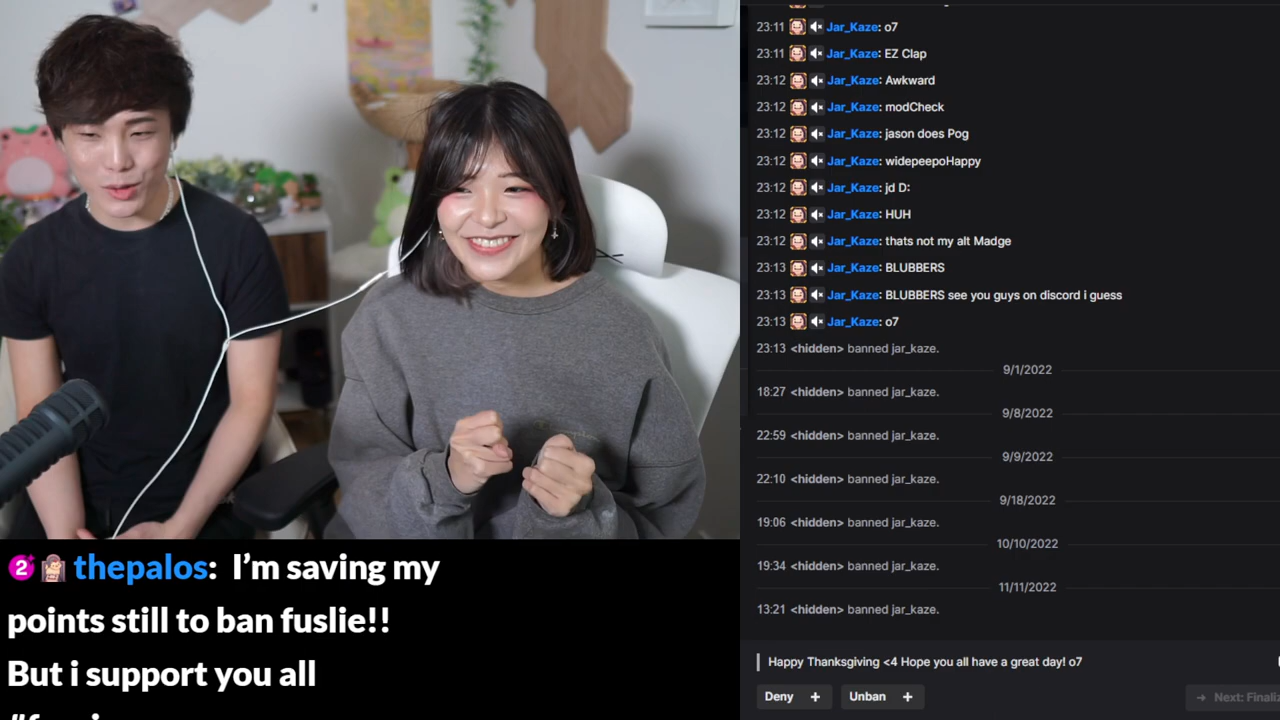 23:11 Jar_Kaze: o7
23:11 Jar_Kaze: EZ Clap
23:12 Jar_Kaze: Awkward
23:12 Jar_Kaze: modCheck
23:12 Jar_Kaze: jason does Pog
23:12 Jar_Kaze: widepeepoHappy
23:12 Jar_Kaze: jd D:
23:12 Jar_Kaze: HUH
23:12 Jar_Kaze: thats not my alt Madge
23:13 Jar_Kaze: BLUBBERS
23:13 Jar_Kaze: BLUBBERS see you guys on discord i guess
23:13 Jar_Kaze: o7
23:13 <hidden> banned jar_kaze.
9/1/2022
18:27 <hidden> banned jar_kaze.
9/8/2022
22:59 <hidden> banned jar_kaze.
9/9/2022
22:10 <hidden> banned jar_kaze.
9/18/2022
19:06 <hidden> banned jar_kaze.
10/10/2022
19:34 <hidden> banned jar_kaze.
11/11/2022
13:21 <hidden> banned jar_kaze.
Happy Thanksgiving <4 Hope you all have a great day! o7
Deny + Unban + → Next: Finaliz
2 thepalos: I'm saving my
points still to ban fuslie!!
But i support you all